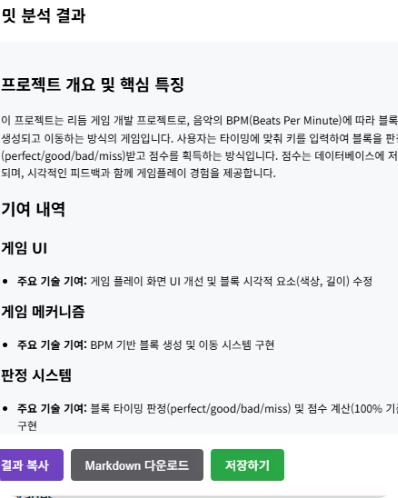 및 분석 결과
프로젝트 개요 및 핵심 특징
이 프로젝트는 리듬 게임 개발 프로젝트로, 음악의 BPM(Beats Per Minute)에 따라 블록
생성되고 이동하는 방식의 게임입니다. 사용자는 타이밍에 맞춰 키를 입력하여 블록을 판정
(perfect/good/bad/miss)받고 점수를 획득하는 방식입니다. 점수는 데이터베이스에 저
되며, 시각적인 피드백과 함께 게임플레이 경험을 제공합니다.
기여 내역
게임 UI
• 주요 기술 기여: 게임 플레이 화면 UI 개선 및 블록 시각적 요소(색상, 길이) 수정
게임 메커니즘
• 주요 기술 기여: BPM 기반 블록 생성 및 이동 시스템 구현
판정 시스템
• 주요 기술 기여: 블록 타이밍 판정(perfect/good/bad/miss) 및 점수 계산(100% 기준
구현
결과 복사 Markdown 다운로드 저장하기